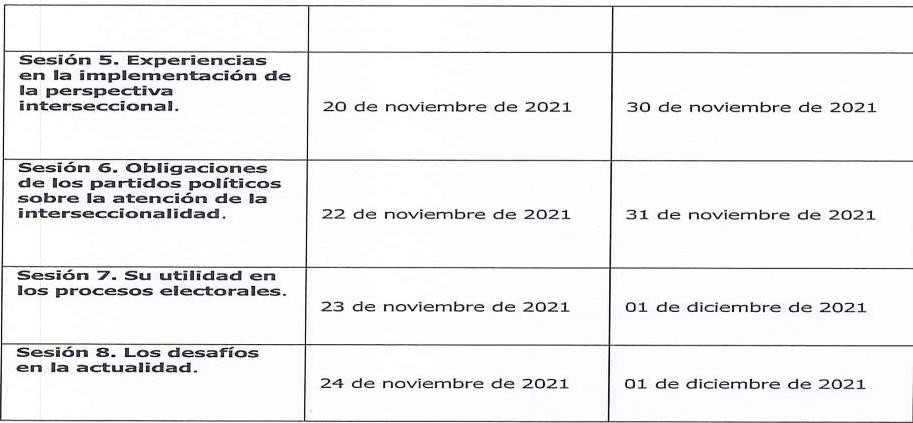 Sesión 5. Experiencias
en la implementación de
la perspectiva
interseccional.
20 de noviembre de 2021
30 de noviembre de 2021
Sesión 6. Obligaciones
de los partidos políticos
sobre la atención de la
interseccionalidad.
22 de noviembre de 2021
31 de noviembre de 2021
Sesión 7. Su utilidad en
los procesos electorales.
23 de noviembre de 2021
01 de diciembre de 2021
Sesión 8. Los desafíos
en la actualidad.
24 de noviembre de 2021
01 de diciembre de 2021